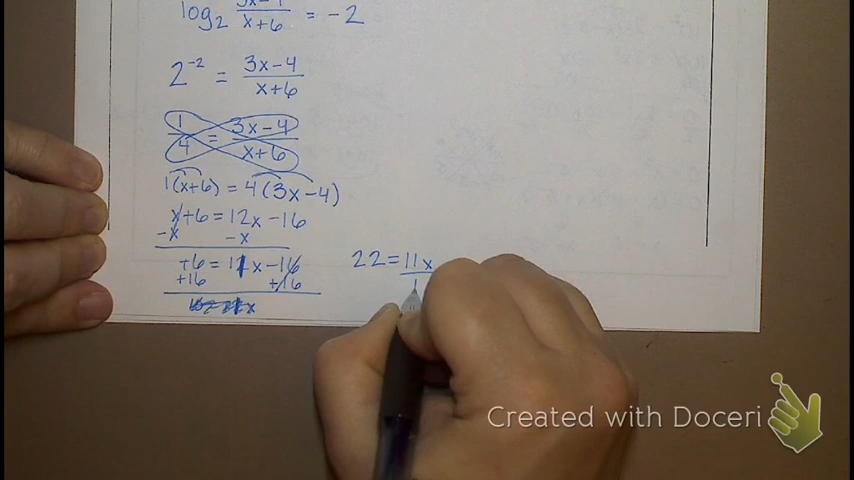 log₂ 3x-4/x+6 = -2
2⁻² = 3x-4/x+6
1/4 = 3x-4/x+6
1(x+6) = 4(3x-4)
x+6 = 12x -16
-x -x
+6 = 11x -16
+16 +16
22 = 11x
Created with Doceri